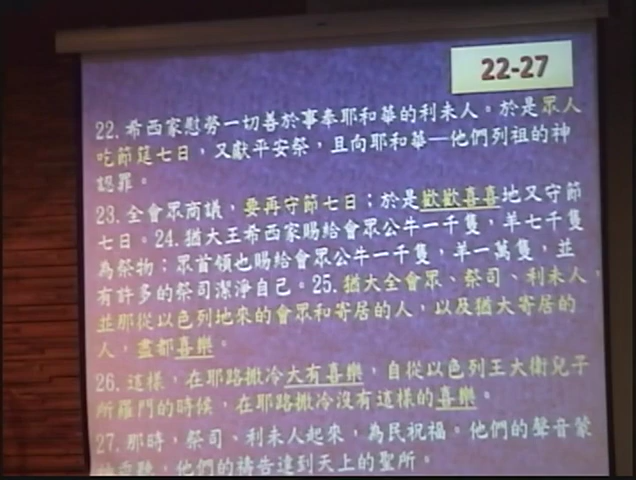 22-27
22. 希西家慰勞一切善於事奉耶和華的利未人。於是眾人
吃節筵七日，又獻平安祭，且向耶和華─他們列祖的神
認罪。
23. 全會眾商議，要再守節七日；於是歡歡喜喜地又守節
七日。24. 猶大王希西家賜給會眾公牛一千隻，羊七千隻
為祭物；眾首領也賜給會眾公牛一千隻，羊一萬隻，並
有許多的祭司潔淨自己。25. 猶大全會眾、祭司、利未人，
並那從以色列地來的會眾和寄居的人，以及猶大寄居的
人，盡都喜樂。
26. 這樣，在耶路撒冷大有喜樂，自從以色列王大衛兒子
所羅門的時候，在耶路撒冷沒有這樣的喜樂。
27. 那時，祭司、利未人起來，為民祝福。他們的聲音蒙
，他們的禱告達到天上的聖所。